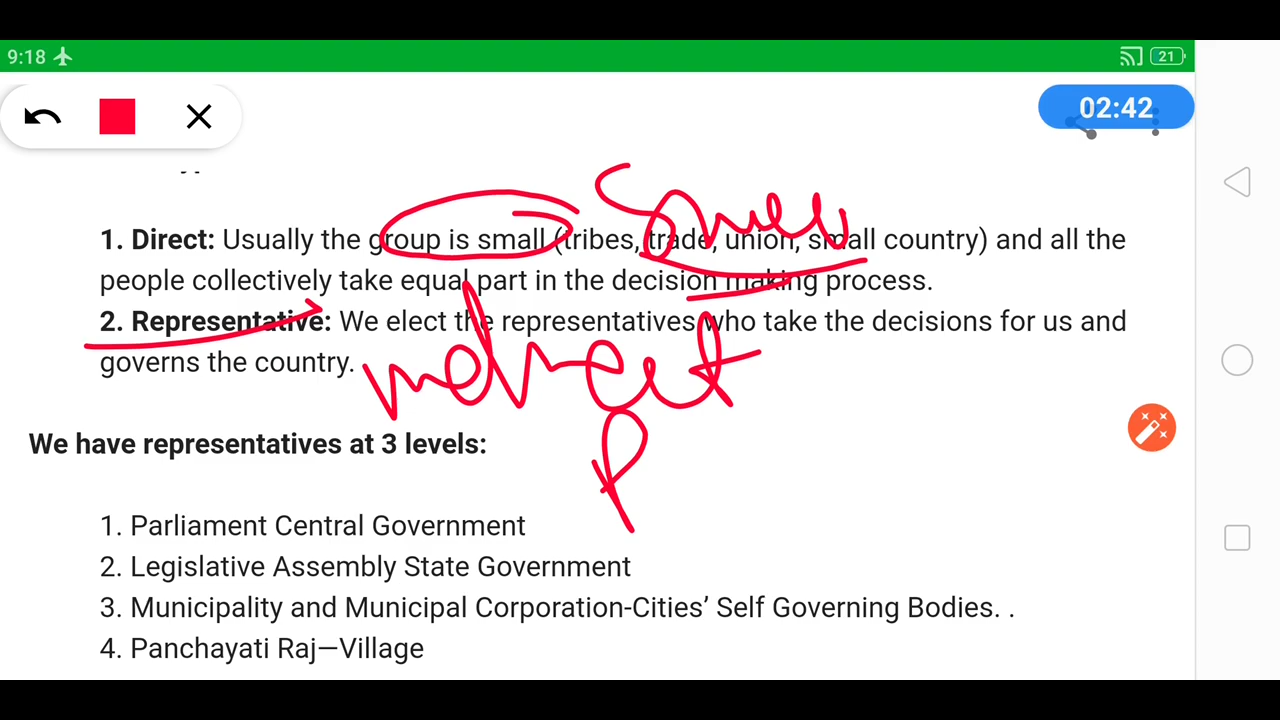 9:18
21
02:42
small
1. Direct: Usually the group is small (tribes, trade, union, small country) and all the
people collectively take equal part in the decision making process.
2. Representative: We elect the representatives who take the decisions for us and
governs the country.
indirect
P
We have representatives at 3 levels:
1. Parliament Central Government
2. Legislative Assembly State Government
3. Municipality and Municipal Corporation-Cities’ Self Governing Bodies. .
4. Panchayati Raj—Village